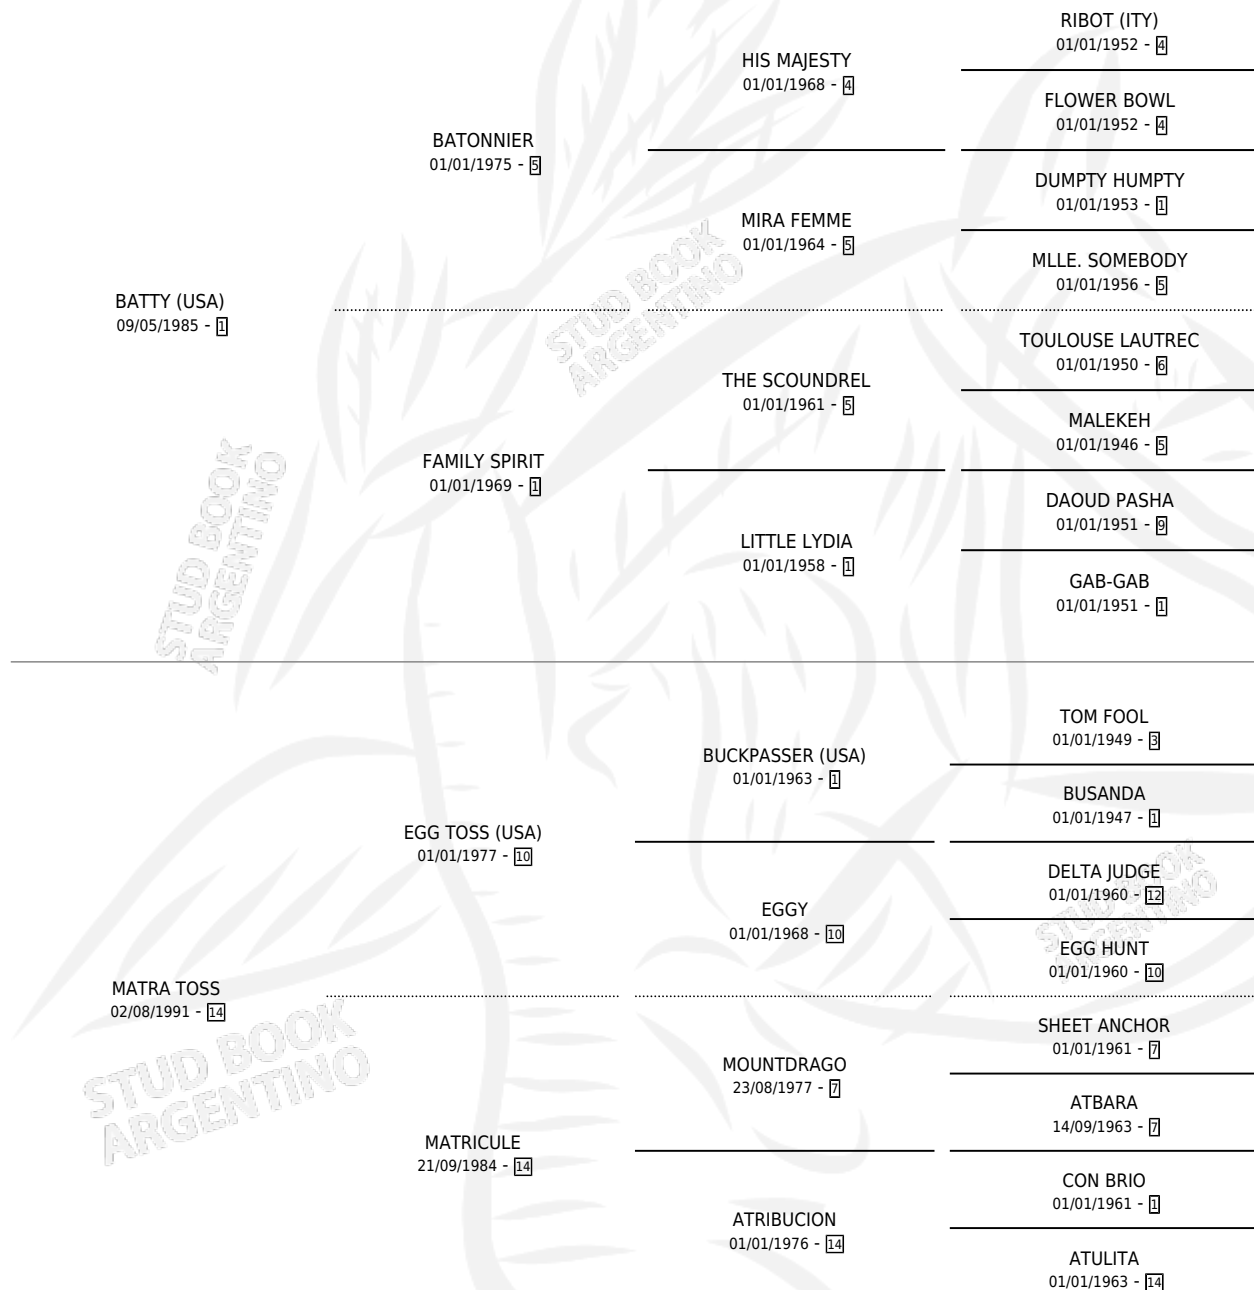 RIBOT (ITY)
01/01/1952 - 4
HIS MAJESTY
01/01/1968 - 4
FLOWER BOWL
01/01/1952 - 4
BATONNIER
01/01/1975 - 5
DUMPTY HUMPTY
01/01/1953 - 1
MIRA FEMME
01/01/1964 - 5
MLLE. SOMEBODY
01/01/1956 - 5
BATTY (USA)
09/05/1985 - 1
TOULOUSE LAUTREC
01/01/1950 - 6
THE SCOUNDREL
01/01/1961 - 5
MALEKEH
01/01/1946 - 5
FAMILY SPIRIT
01/01/1969 - 1
DAOUD PASHA
01/01/1951 - 9
LITTLE LYDIA
01/01/1958 - 1
GAB-GAB
01/01/1951 - 1
TOM FOOL
01/01/1949 - 3
BUCKPASSER (USA)
01/01/1963 - 1
BUSANDA
01/01/1947 - 1
EGG TOSS (USA)
01/01/1977 - 10
DELTA JUDGE
01/01/1960 - 12
EGGY
01/01/1968 - 10
EGG HUNT
01/01/1960 - 10
MATRA TOSS
02/08/1991 - 14
SHEET ANCHOR
01/01/1961 - 7
MOUNTDRAGO
23/08/1977 - 7
ATBARA
14/09/1963 - 7
MATRICULE
21/09/1984 - 14
CON BRIO
01/01/1961 - 1
ATRIBUCION
01/01/1976 - 14
ATULITA
01/01/1963 - 14
STUD BOOK
ARGENTINO
STUD BOOK
ARGENTINO
STUD BOOK
ARGENTINO
STUD BOOK
ARGENTINO